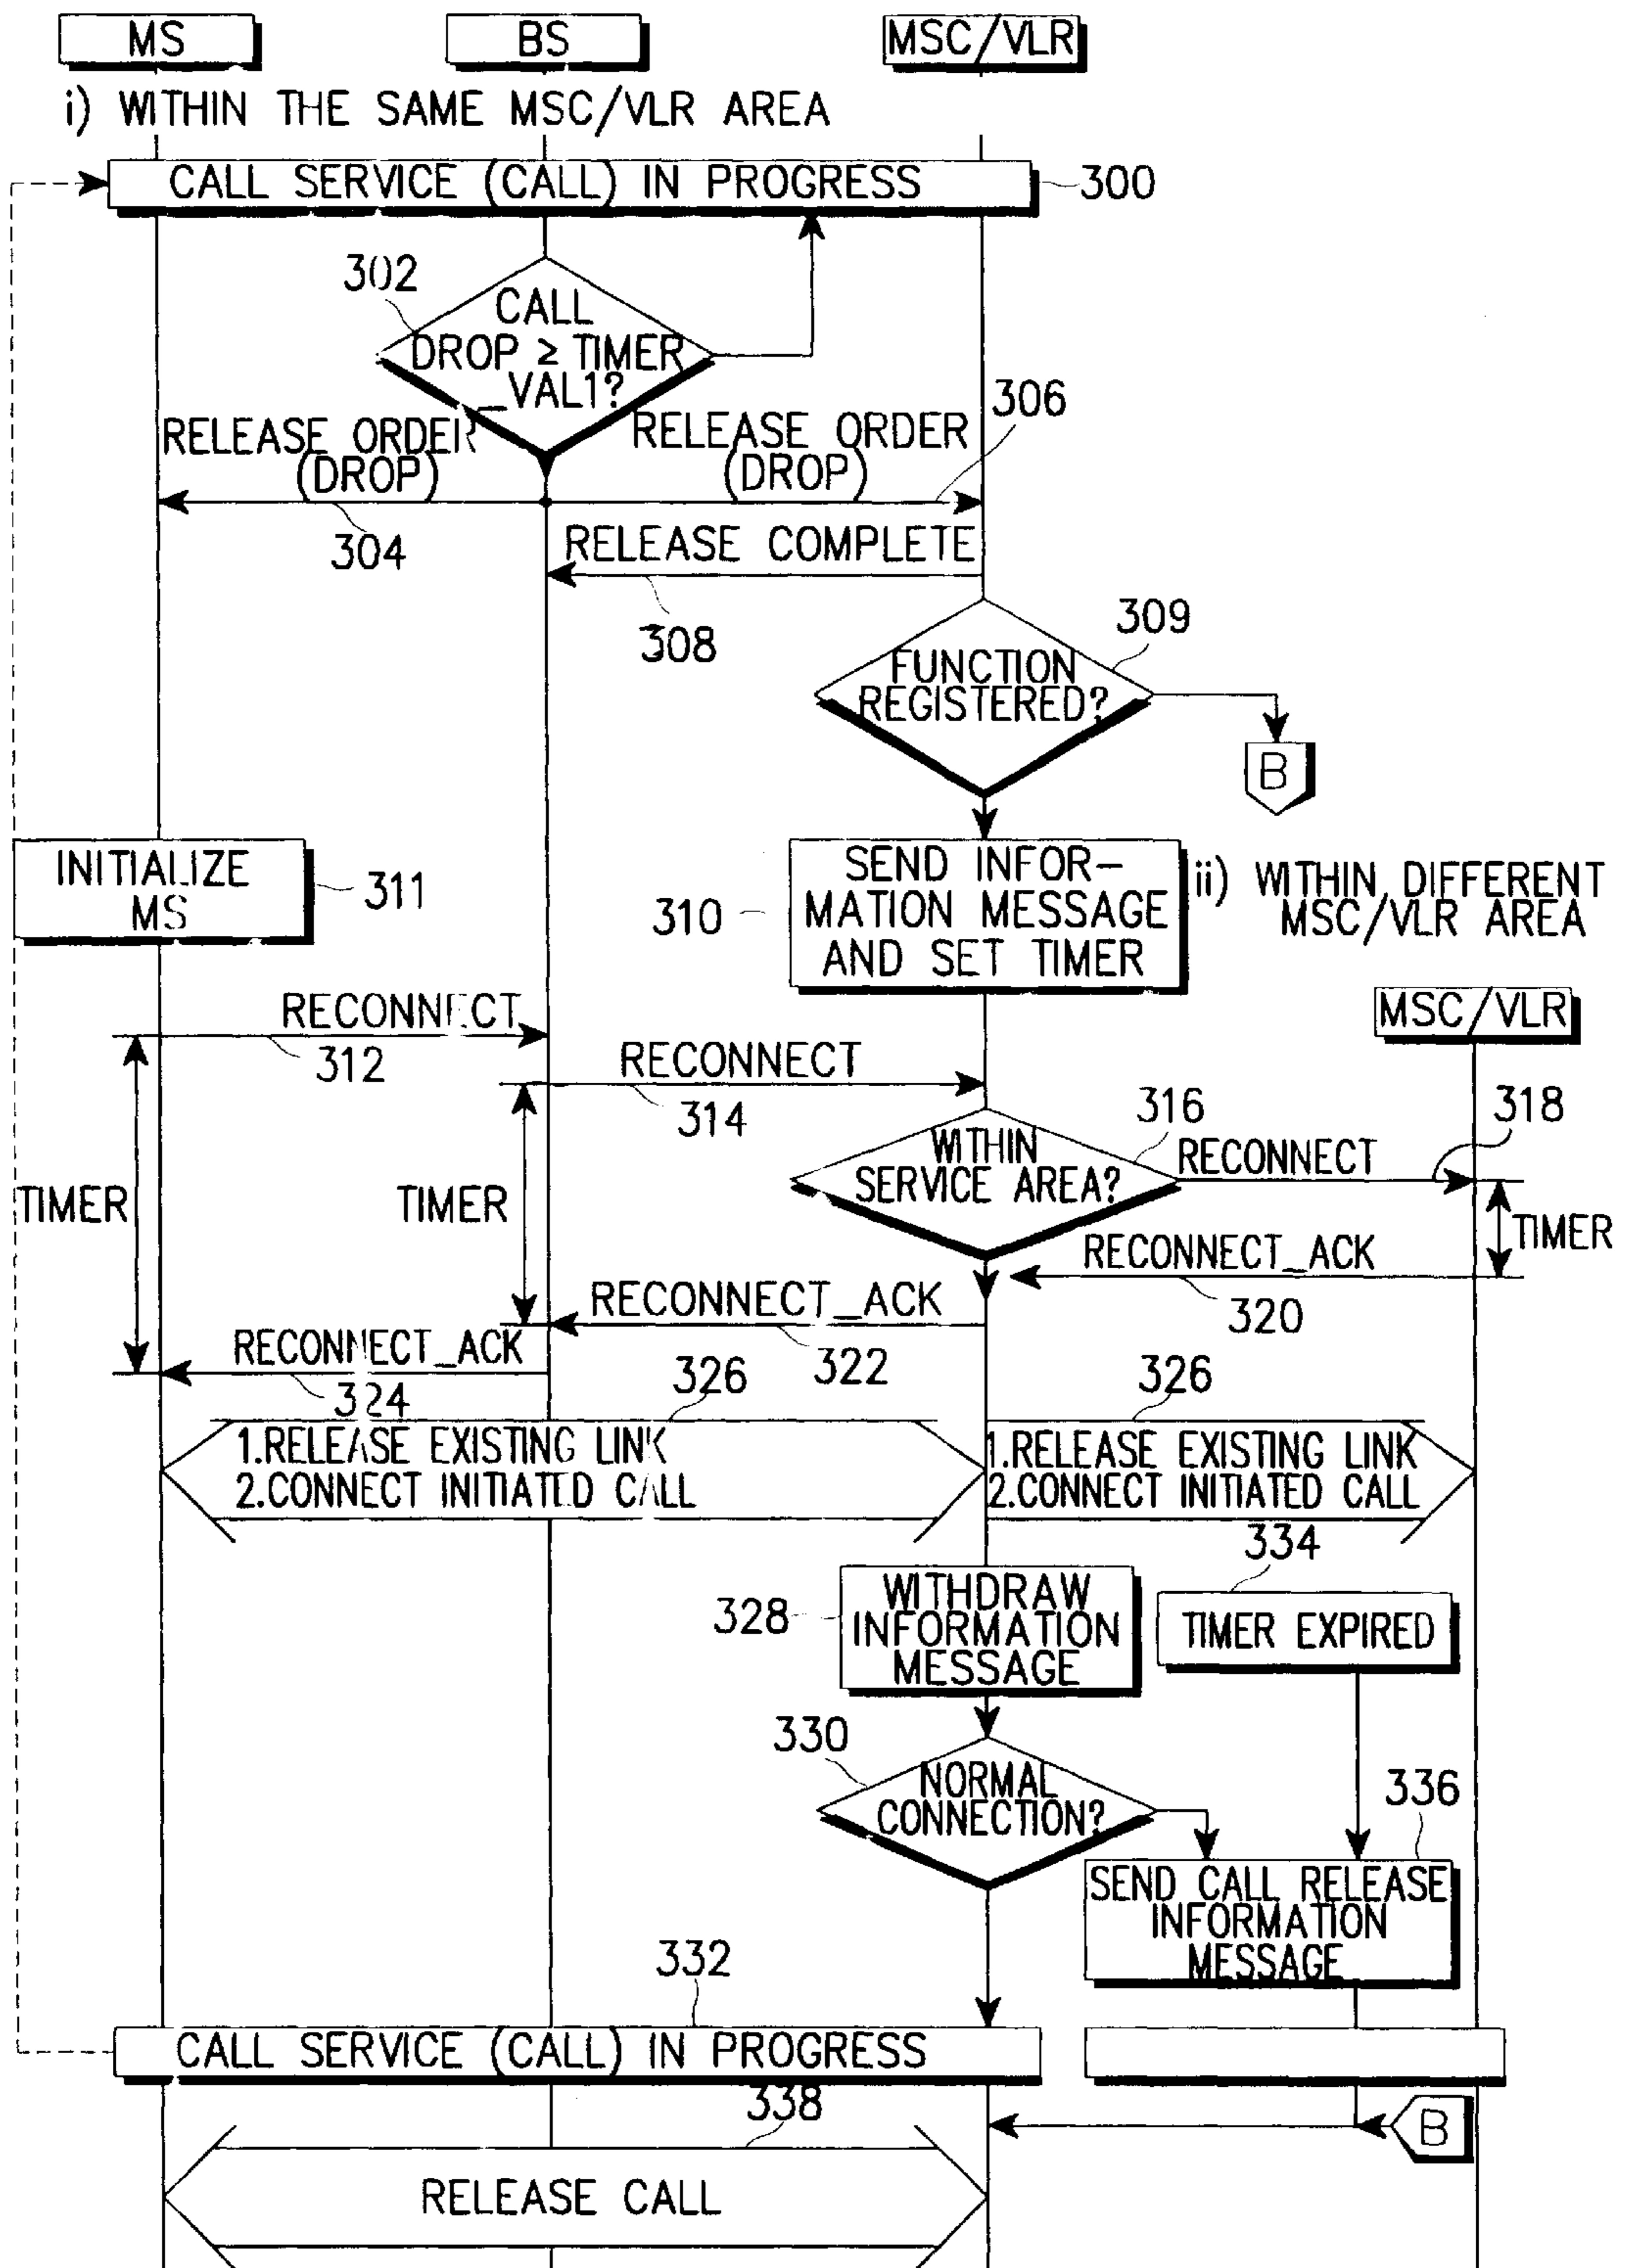 MS
BS
MSC/VLR
i) WITHIN THE SAME MSC/VLR AREA
CALL SERVICE (CALL) IN PROGRESS
300
302
CALL
DROP ≥ TIMER
_VAL1?
306
RELEASE ORDER
(DROP)
RELEASE ORDER
(DROP)
304
RELEASE COMPLETE
308
309
FUNCTION
REGISTERED?
B
INITIALIZE
MS
311
310
SEND INFOR-
MATION MESSAGE
AND SET TIMER
ii) WITHIN DIFFERENT
MSC/VLR AREA
MSC/VLR
RECONNECT
312
RECONNECT
314
316
WITHIN
SERVICE AREA?
RECONNECT
318
TIMER
TIMER
TIMER
RECONNECT_ACK
320
RECONNECT_ACK
322
RECONNECT_ACK
324
326
326
1.RELEASE EXISTING LINK
2.CONNECT INITIATED CALL
1.RELEASE EXISTING LINK
2.CONNECT INITIATED CALL
334
328
WITHDRAW
INFORMATION
MESSAGE
TIMER EXPIRED
330
NORMAL
CONNECTION?
336
SEND CALL RELEASE
INFORMATION
MESSAGE
332
CALL SERVICE (CALL) IN PROGRESS
338
B
RELEASE CALL